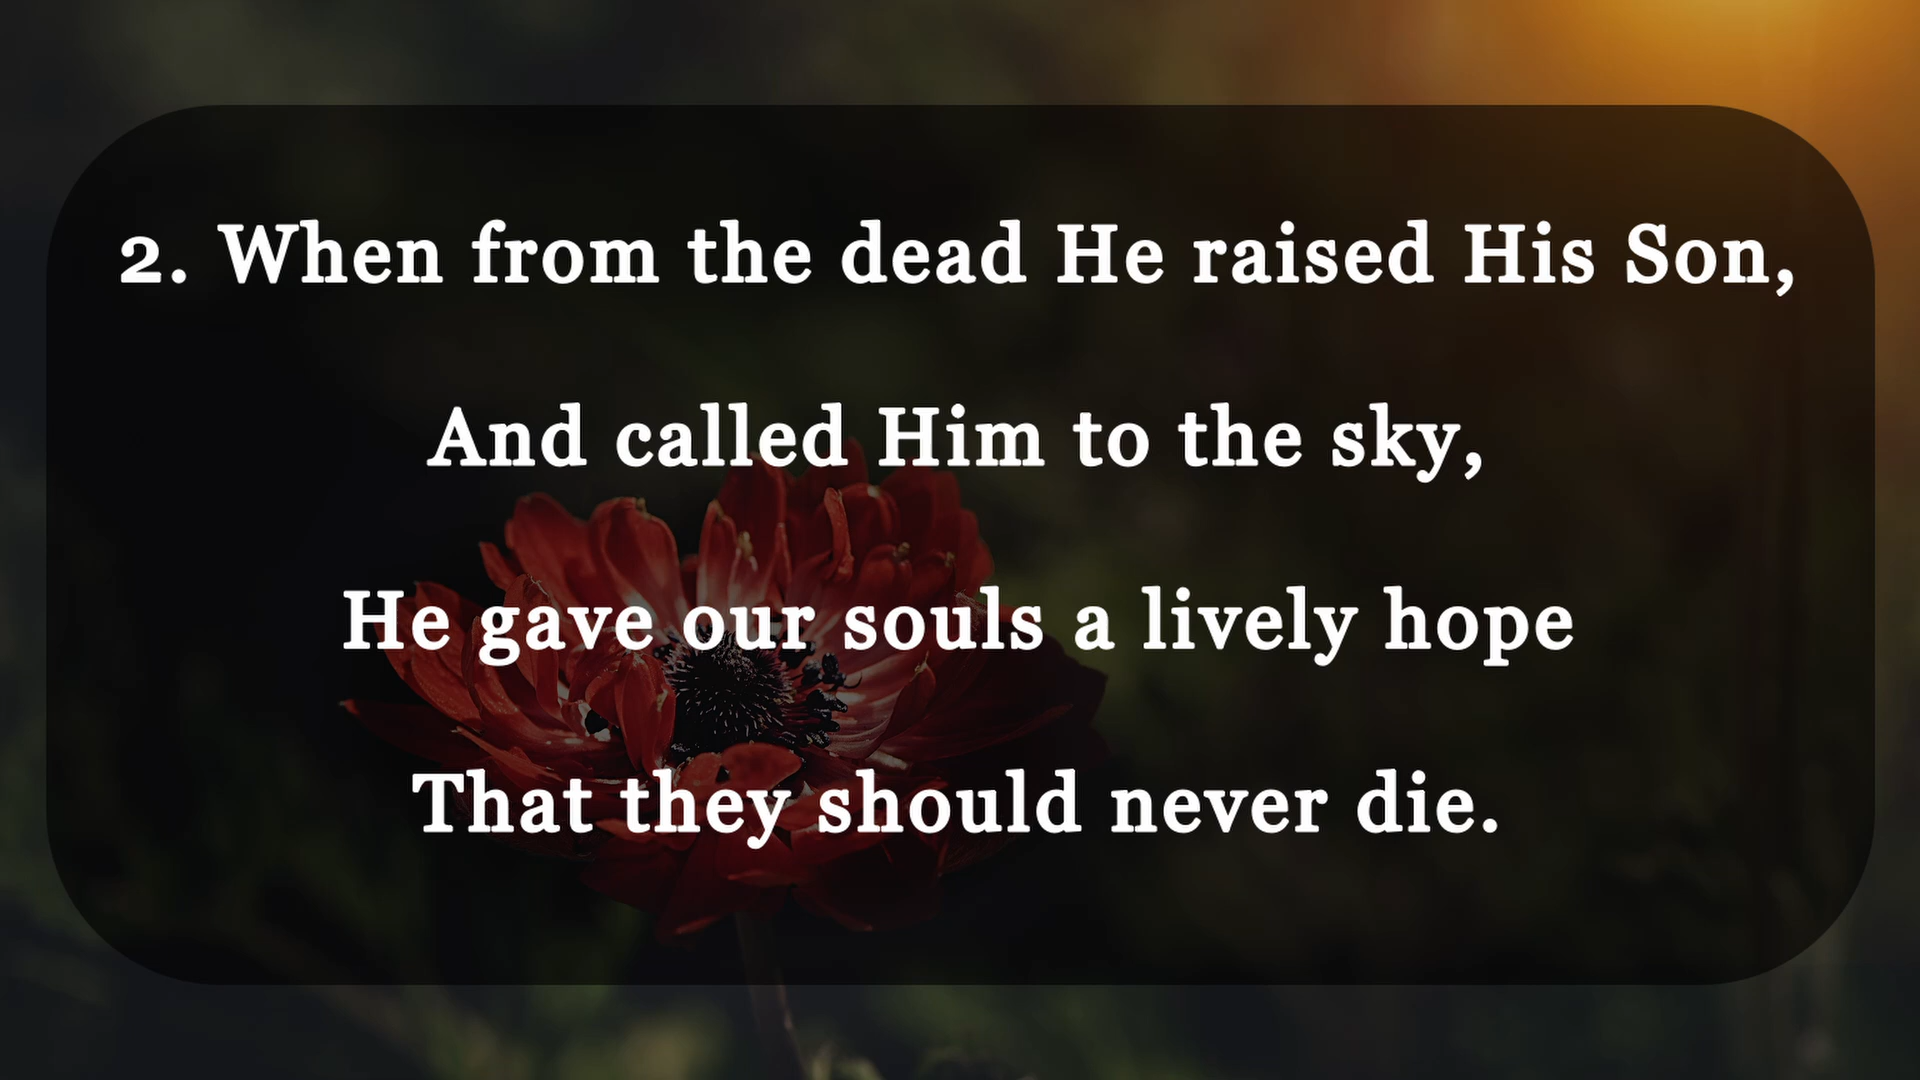 2. When from the dead He raised His Son,
And called Him to the sky,
He gave our souls a lively hope
That they should never die.